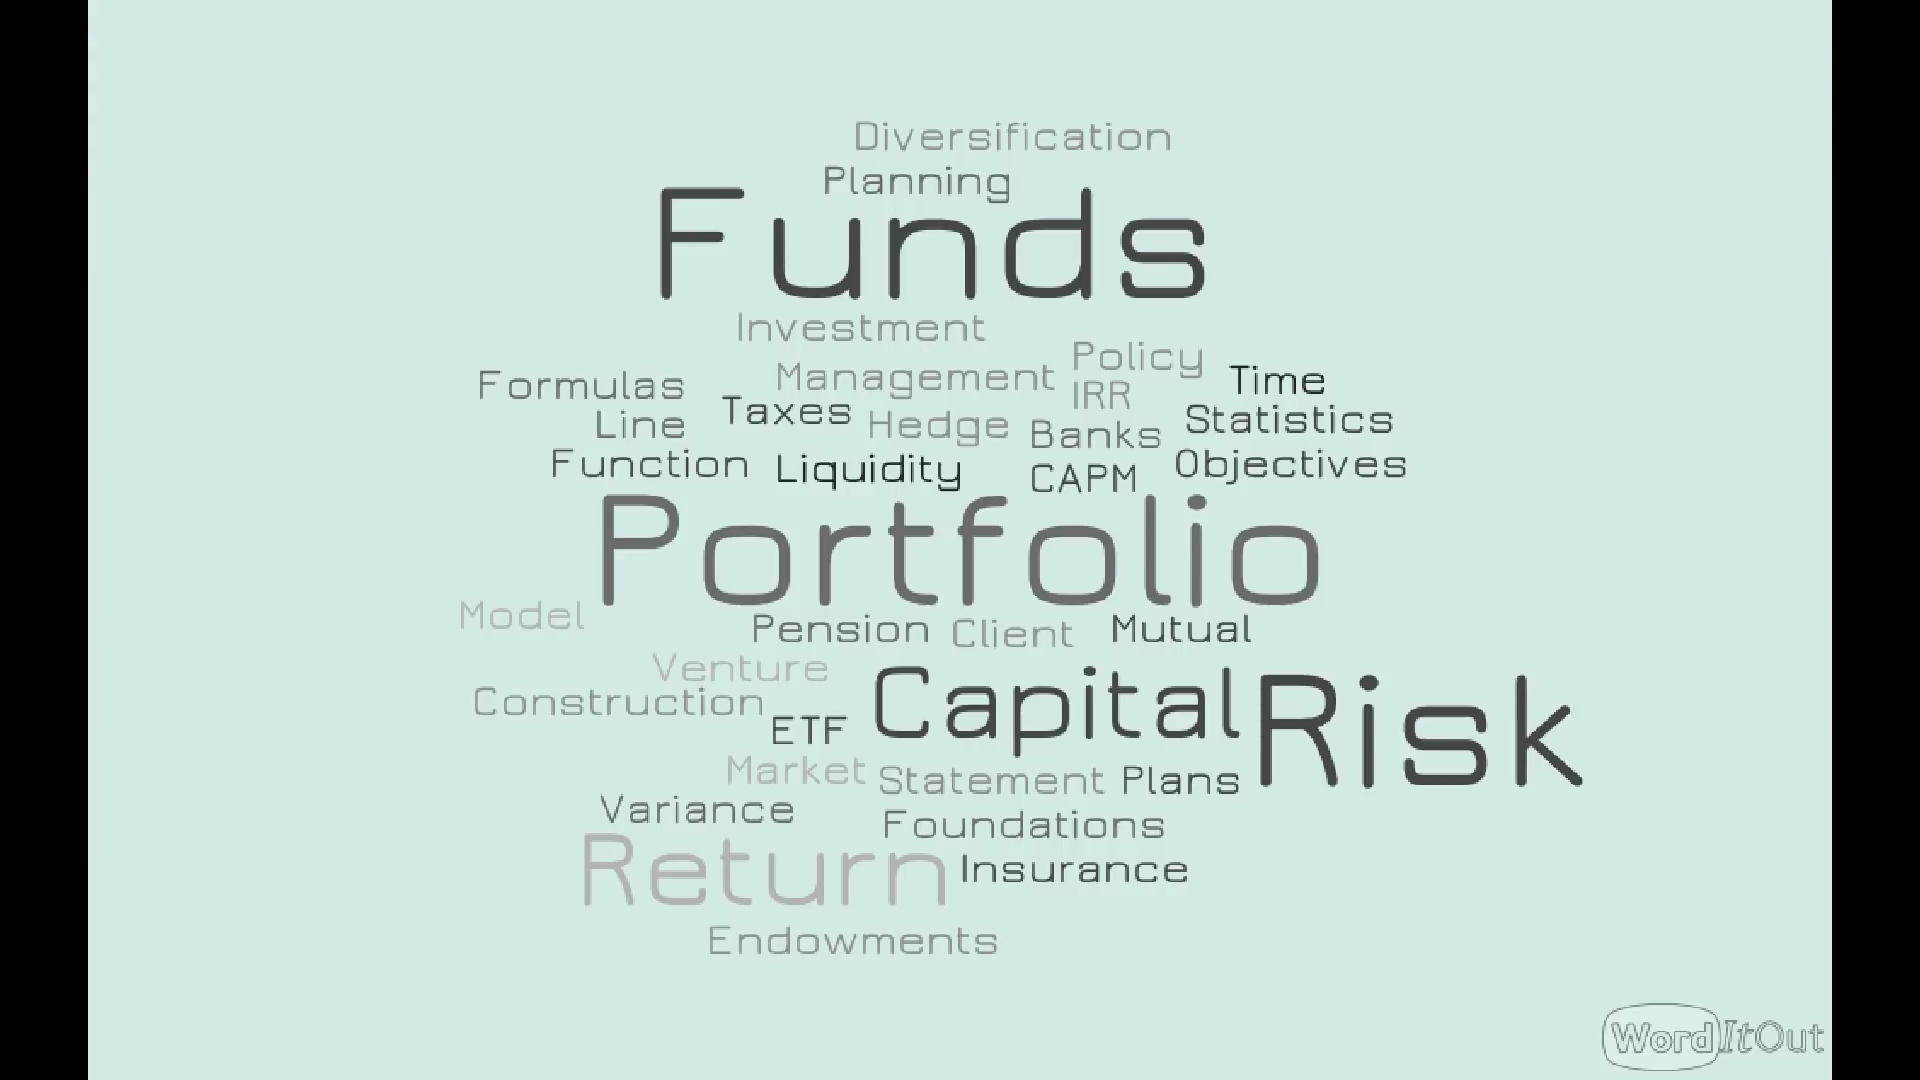 Diversification
Planning
Funds
Investment
Policy
Management
Time
Formulas
IRR
Taxes
Statistics
Line
Hedge
Banks
Function
Liquidity
CAPM
Objectives
Portfolio
Model
Pension
Client
Mutual
Venture
Construction
Capital
Risk
ETF
Market
Statement
Plans
Variance
Foundations
Return
Insurance
Endowments
WordItOut